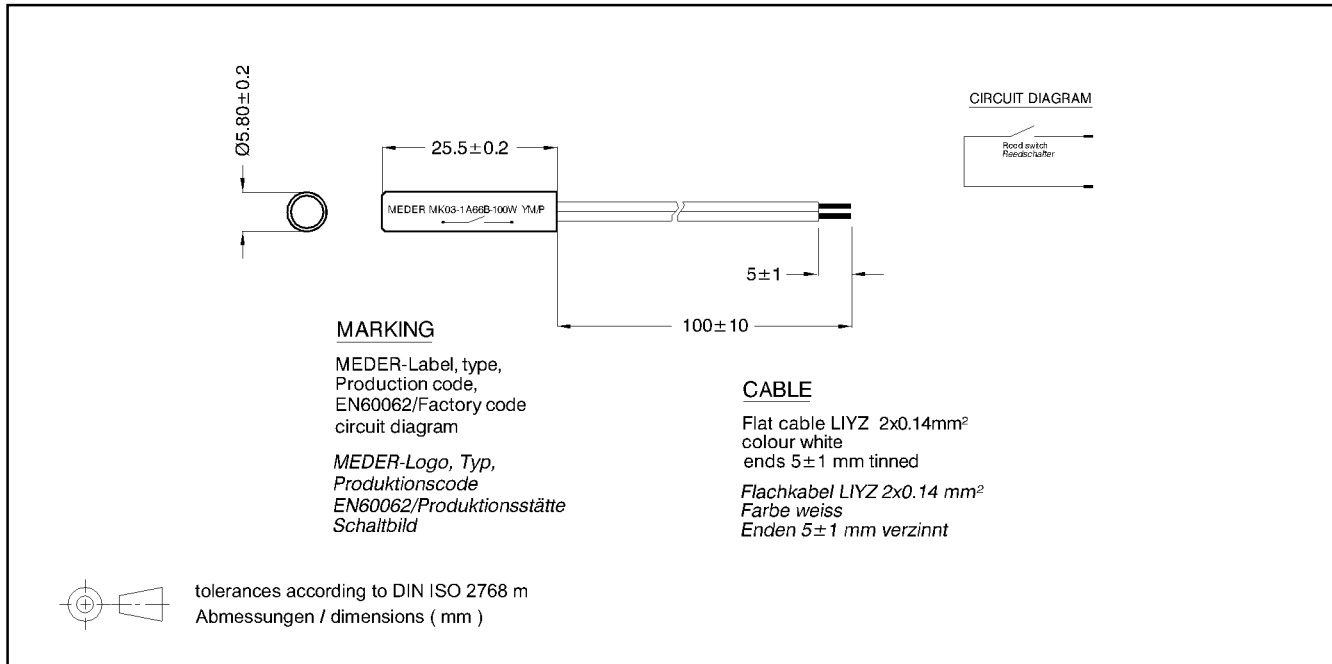 Ø5.80±0.2
25.5±0.2
MEDER MK03-1A66B-100W YM/P
5±1
100±10
CIRCUIT DIAGRAM
Reed switch
Reedschalter
MARKING
MEDER-Label, type,
Production code,
EN60062/Factory code
circuit diagram
MEDER-Logo, Typ,
Produktionscode
EN60062/Produktionsstätte
Schaltbild
CABLE
Flat cable LIYZ 2x0.14mm²
colour white
ends 5±1 mm tinned
Flachkabel LIYZ 2x0.14 mm²
Farbe weiss
Enden 5±1 mm verzinnt
tolerances according to DIN ISO 2768 m
Abmessungen / dimensions ( mm )